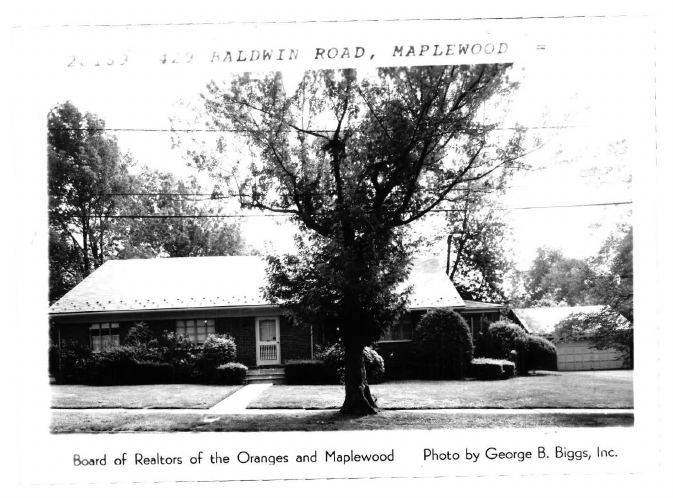 429 BALDWIN ROAD, MAPLEWOOD =
Board of Realtors of the Oranges and Maplewood Photo by George B. Biggs, Inc.